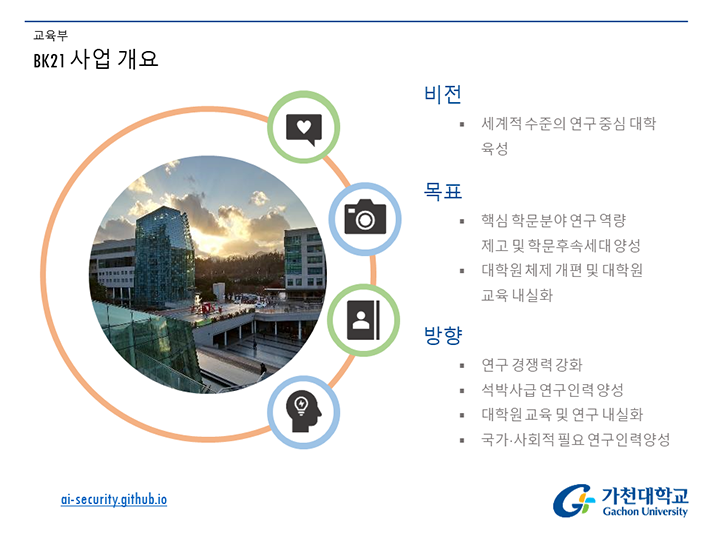 교육부
BK21 사업 개요
비전
▪ 세계적 수준의 연구 중심 대학
육성
목표
▪ 핵심 학문분야 연구 역량
제고 및 학문후속세대 양성
▪ 대학원 체제 개편 및 대학원
교육 내실화
방향
▪ 연구 경쟁력 강화
▪ 석박사급 연구인력 양성
▪ 대학원 교육 및 연구 내실화
▪ 국가·사회적 필요 연구인력양성
ai-security.github.io
가천대학교
Gachon University